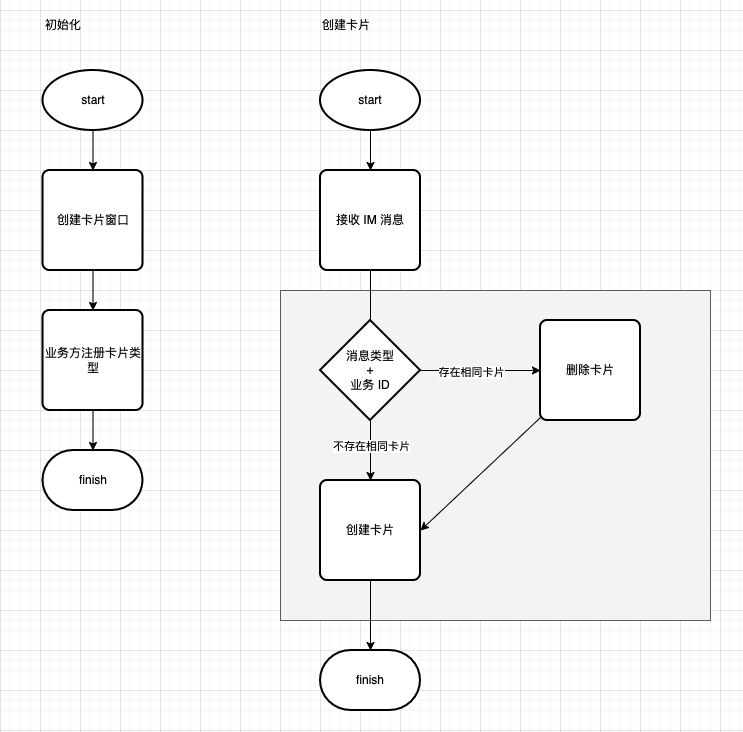 初始化
start
创建卡片窗口
业务方注册卡片类
型
finish
创建卡片
start
接收 IM 消息
消息类型
+
业务 ID
存在相同卡片
删除卡片
不存在相同卡片
创建卡片
finish